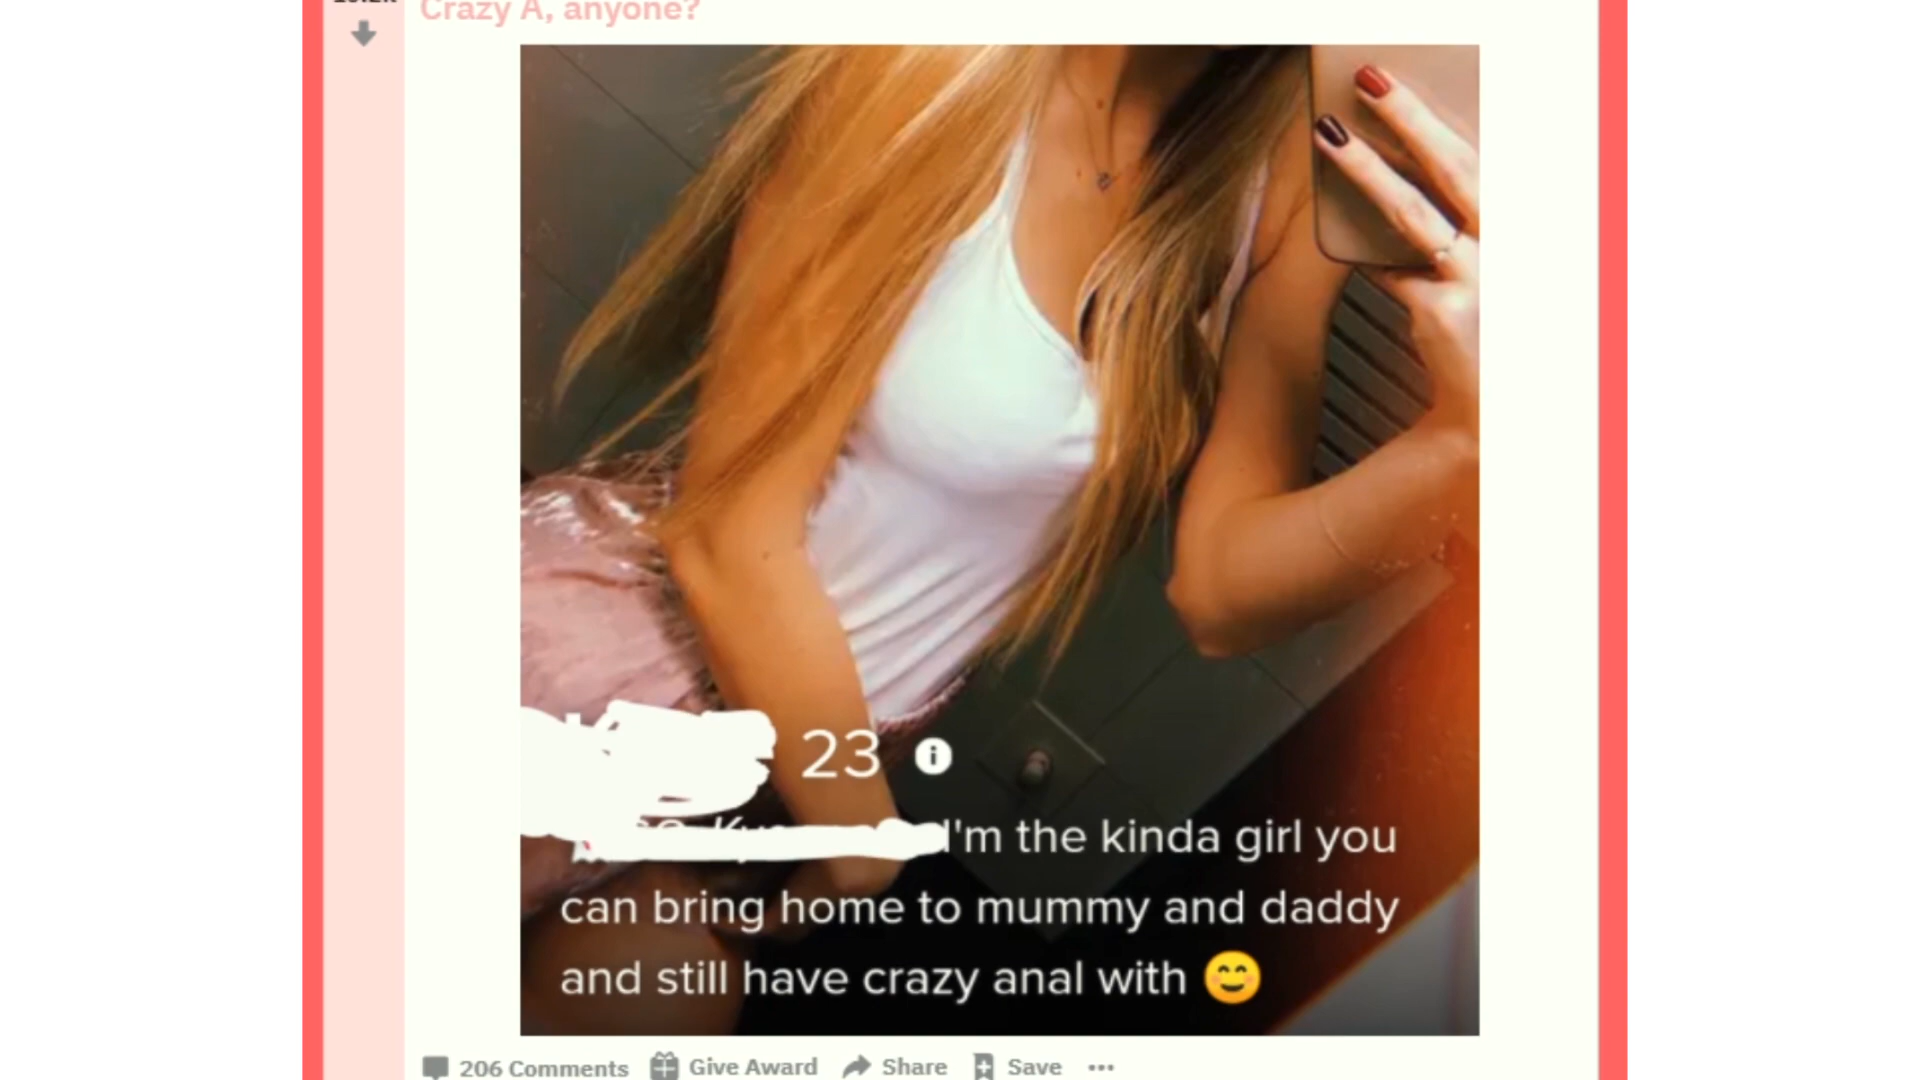 Crazy A, anyone?
23
I'm the kinda girl you
can bring home to mummy and daddy
and still have crazy anal with 😊
206 Comments Give Award Share Save •••